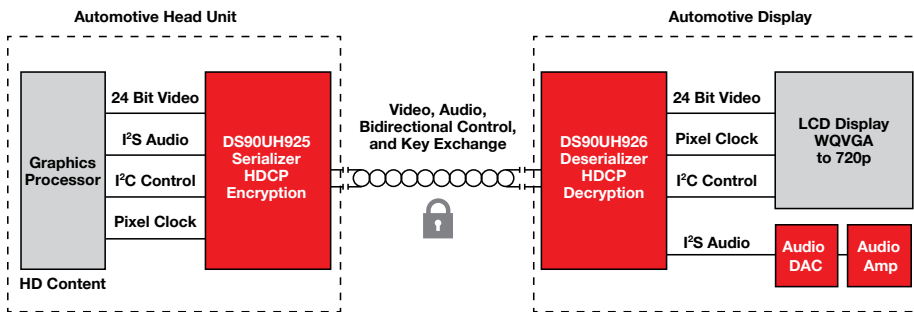 Automotive Head Unit
Graphics
Processor
HD Content
24 Bit Video
I²S Audio
I²C Control
Pixel Clock
DS90UH925
Serializer
HDCP
Encryption
Video, Audio,
Bidirectional Control,
and Key Exchange
Automotive Display
DS90UH926
Deserializer
HDCP
Decryption
24 Bit Video
Pixel Clock
I²C Control
I²S Audio
LCD Display
WQVGA
to 720p
Audio
DAC
Audio
Amp